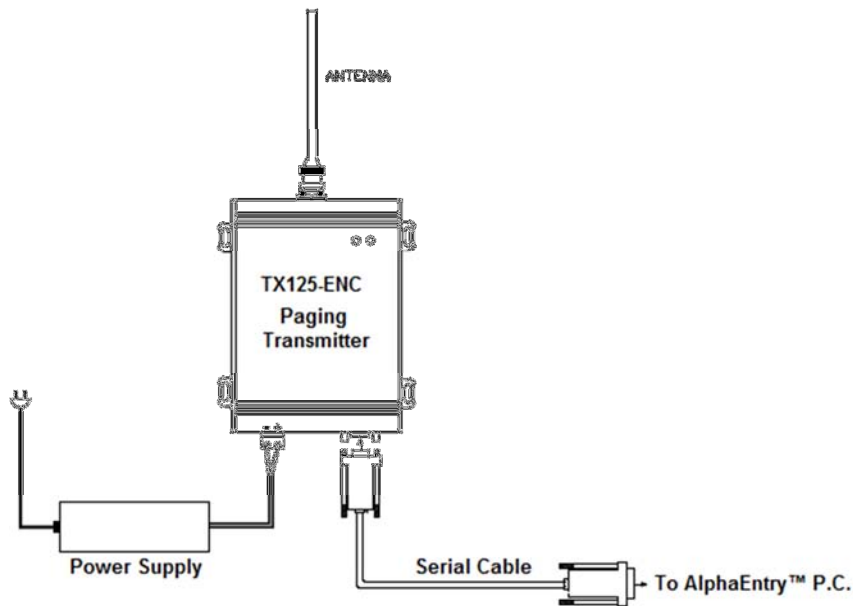 ANTENNA
TX125-ENC
Paging
Transmitter
Power Supply
Serial Cable
To AlphaEntry™ P.C.